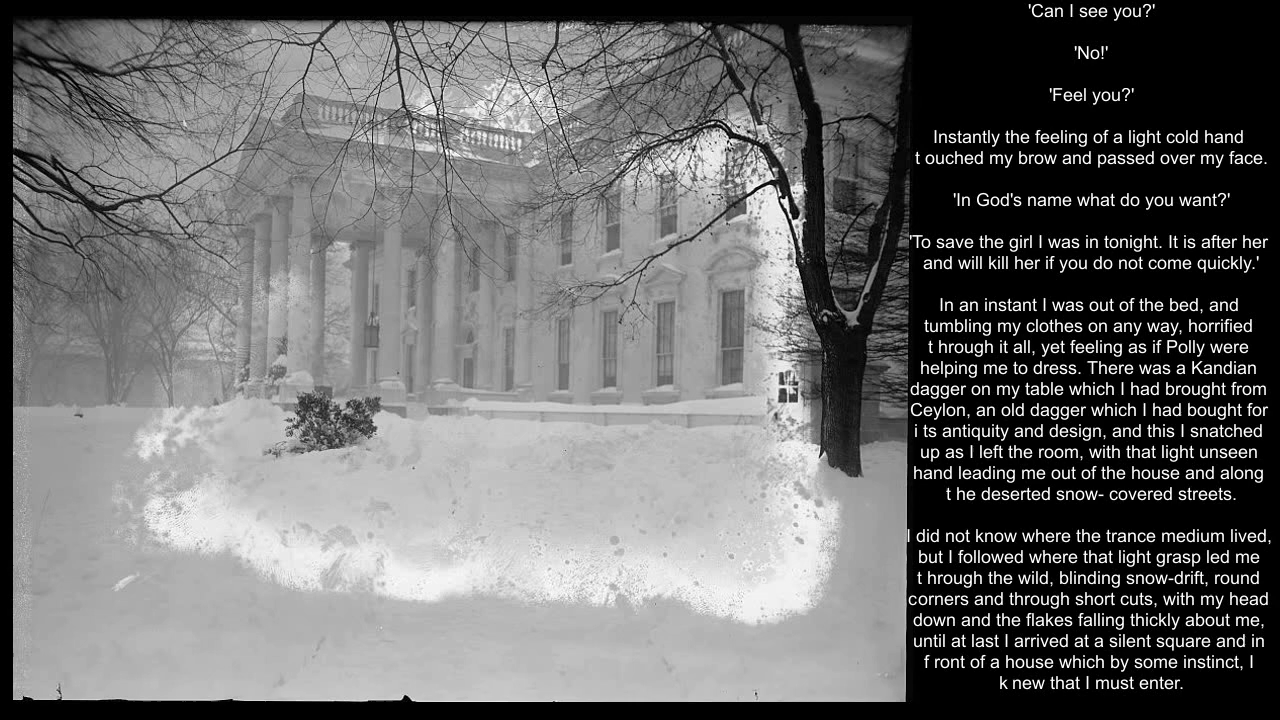 'Can I see you?'
'No!'
'Feel you?'
Instantly the feeling of a light cold hand
t ouched my brow and passed over my face.
'In God's name what do you want?'
'To save the girl I was in tonight. It is after her
and will kill her if you do not come quickly.'
In an instant I was out of the bed, and
tumbling my clothes on any way, horrified
t hrough it all, yet feeling as if Polly were
helping me to dress. There was a Kandian
dagger on my table which I had brought from
Ceylon, an old dagger which I had bought for
i ts antiquity and design, and this I snatched
up as I left the room, with that light unseen
hand leading me out of the house and along
t he deserted snow- covered streets.
I did not know where the trance medium lived,
but I followed where that light grasp led me
t hrough the wild, blinding snow-drift, round
corners and through short cuts, with my head
down and the flakes falling thickly about me,
until at last I arrived at a silent square and in
f ront of a house which by some instinct, I
k new that I must enter.